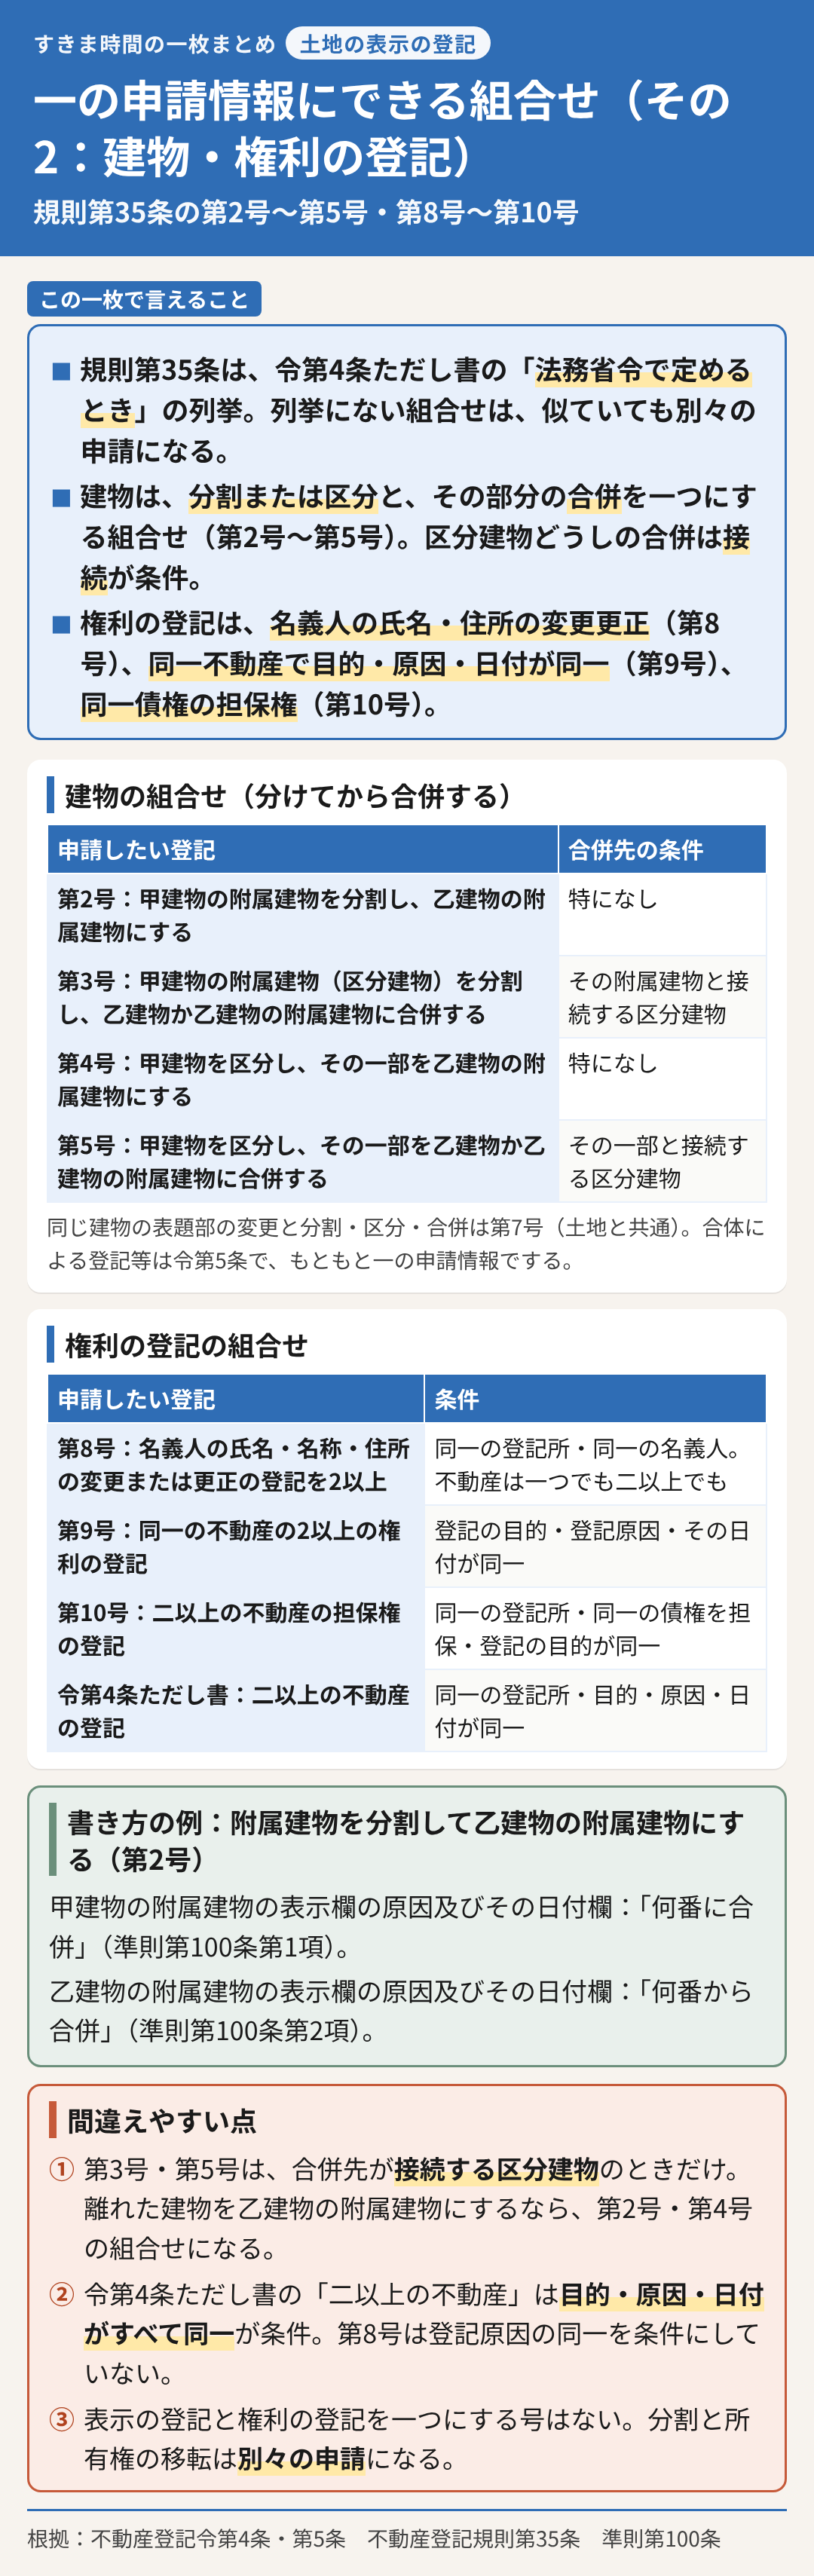 すきま時間の一枚まとめ 土地の表示の登記
一の申請情報にできる組合せ（その
2：建物・権利の登記）
規則第35条の第2号～第5号・第8号～第10号
この一枚で言えること
■ 規則第35条は、令第4条ただし書の「法務省令で定める
とき」の列挙。列挙にない組合せは、似ていても別々の
申請になる。
■ 建物は、分割または区分と、その部分の合併を一つにす
る組合せ（第2号～第5号）。区分建物どうしの合併は接
続が条件。
■ 権利の登記は、名義人の氏名・住所の変更更正（第8
号）、同一不動産で目的・原因・日付が同一（第9号）、
同一債権の担保権（第10号）。
建物の組合せ（分けてから合併する）
申請したい登記 合併先の条件
第2号：甲建物の附属建物を分割し、乙建物の附 特になし
属建物にする
第3号：甲建物の附属建物（区分建物）を分割 その附属建物と接
し、乙建物か乙建物の附属建物に合併する 続する区分建物
第4号：甲建物を区分し、その一部を乙建物の附 特になし
属建物にする
第5号：甲建物を区分し、その一部を乙建物か乙 その一部と接続す
建物の附属建物に合併する る区分建物
同じ建物の表題部の変更と分割・区分・合併は第7号（土地と共通）。合体に
よる登記等は令第5条で、もともと一の申請情報でする。
権利の登記の組合せ
申請したい登記 条件
第8号：名義人の氏名・名称・住所 同一の登記所・同一の名義人。
の変更または更正の登記を2以上 不動産は一つでも二以上でも
第9号：同一の不動産の2以上の権 登記の目的・登記原因・その日
利の登記 付が同一
第10号：二以上の不動産の担保権 同一の登記所・同一の債権を担
の登記 保・登記の目的が同一
令第4条ただし書：二以上の不動産 同一の登記所・目的・原因・日
の登記 付が同一
書き方の例：附属建物を分割して乙建物の附属建物にす
る（第2号）
甲建物の附属建物の表示欄の原因及びその日付欄：「何番に合
併」（準則第100条第1項）。
乙建物の附属建物の表示欄の原因及びその日付欄：「何番から
合併」（準則第100条第2項）。
間違えやすい点
① 第3号・第5号は、合併先が接続する区分建物のときだけ。
離れた建物を乙建物の附属建物にするなら、第2号・第4号
の組合せになる。
② 令第4条ただし書の「二以上の不動産」は目的・原因・日付
がすべて同一が条件。第8号は登記原因の同一を条件にして
いない。
③ 表示の登記と権利の登記を一つにする号はない。分割と所
有権の移転は別々の申請になる。
根拠：不動産登記令第4条・第5条 不動産登記規則第35条 準則第100条